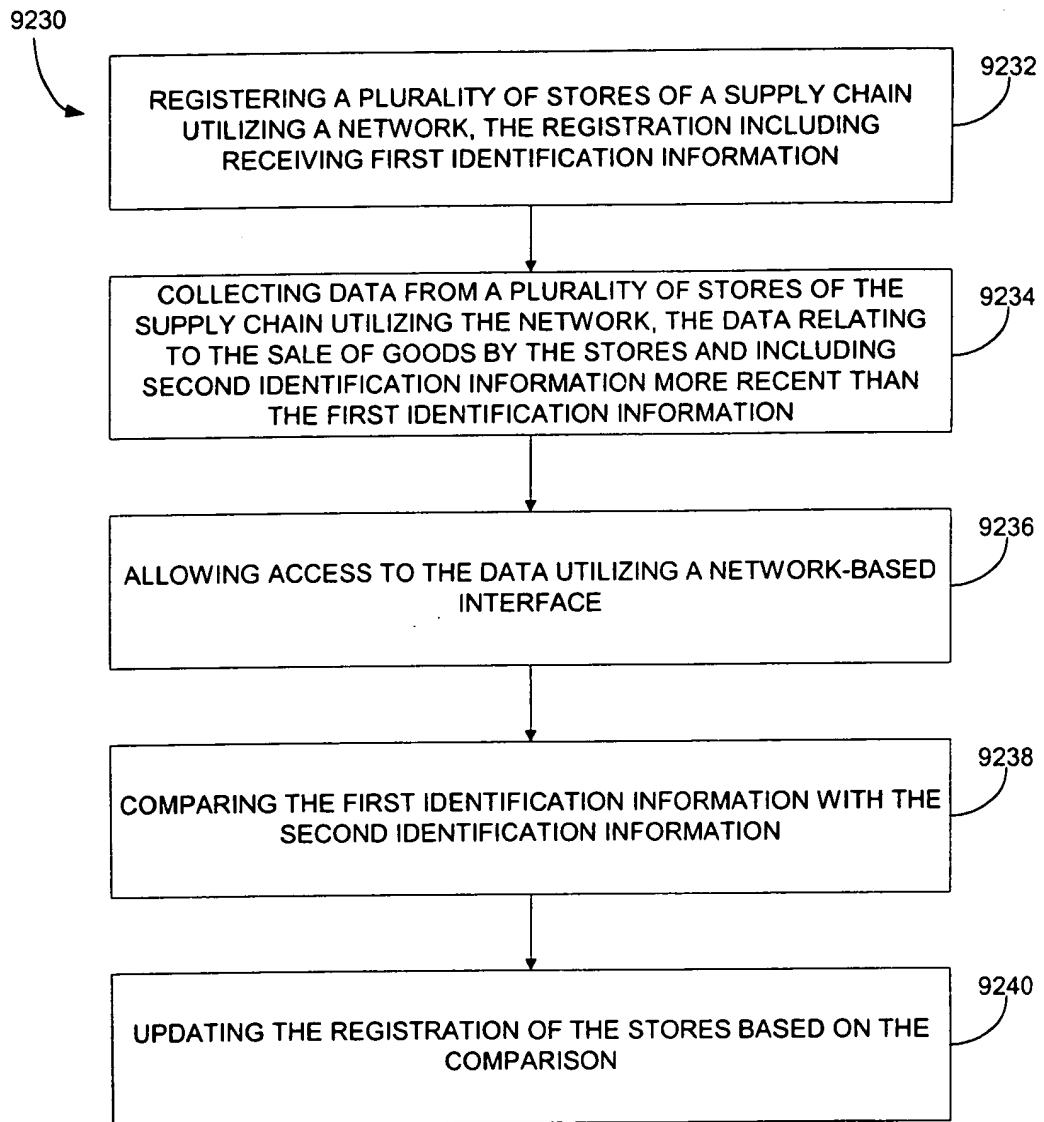 9230
9232
REGISTERING A PLURALITY OF STORES OF A SUPPLY CHAIN
UTILIZING A NETWORK, THE REGISTRATION INCLUDING
RECEIVING FIRST IDENTIFICATION INFORMATION
9234
COLLECTING DATA FROM A PLURALITY OF STORES OF THE
SUPPLY CHAIN UTILIZING THE NETWORK, THE DATA RELATING
TO THE SALE OF GOODS BY THE STORES AND INCLUDING
SECOND IDENTIFICATION INFORMATION MORE RECENT THAN
THE FIRST IDENTIFICATION INFORMATION
9236
ALLOWING ACCESS TO THE DATA UTILIZING A NETWORK-BASED
INTERFACE
9238
COMPARING THE FIRST IDENTIFICATION INFORMATION WITH THE
SECOND IDENTIFICATION INFORMATION
9240
UPDATING THE REGISTRATION OF THE STORES BASED ON THE
COMPARISON